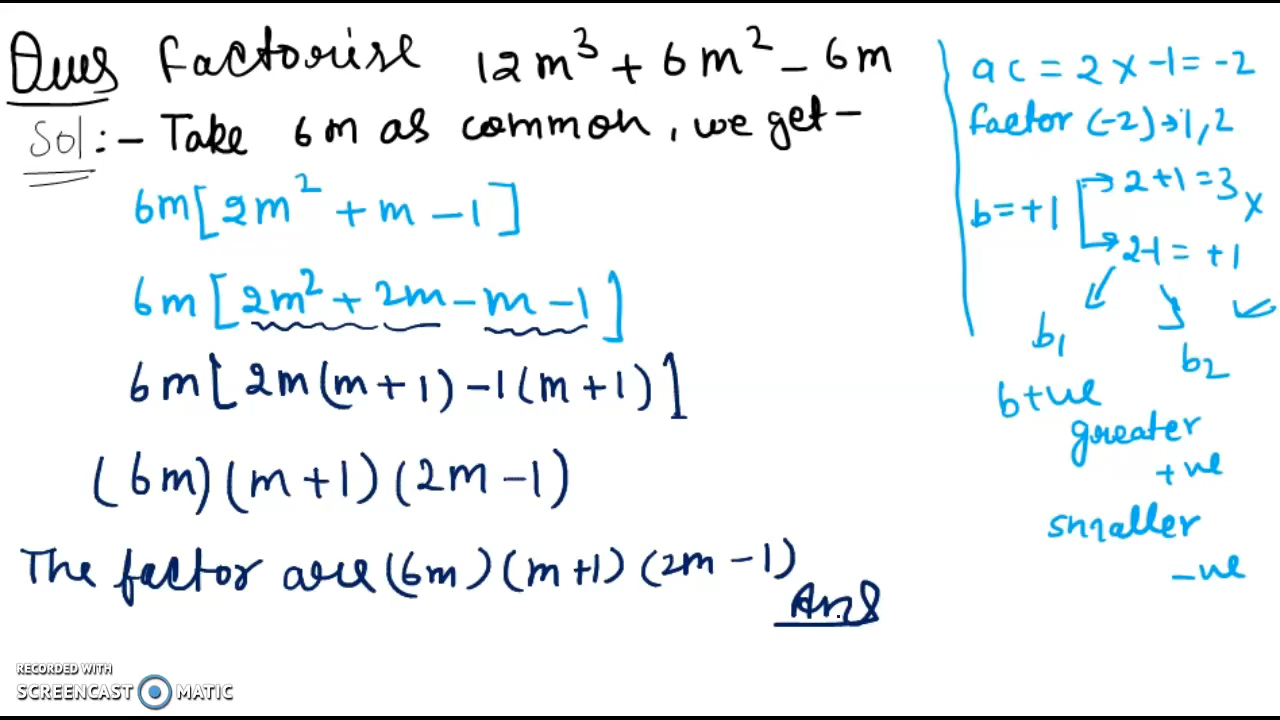 Ques Factorise 12m³ + 6m² - 6m
Sol :- Take 6m as common, we get -
6m[2m² + m - 1]
6m[2m² + 2m - m - 1]
6m[2m(m+1) -1(m+1)]
(6m)(m+1)(2m-1)
The factor are (6m)(m+1)(2m-1)
Ans
ac = 2 x -1 = -2
factor (-2) → 1, 2
2+1 = 3 x
b = +1
2-1 = +1
b₁
b₂
b +ve
greater
+ve
smaller
-ve
RECORDED WITH
SCREENCAST MATIC